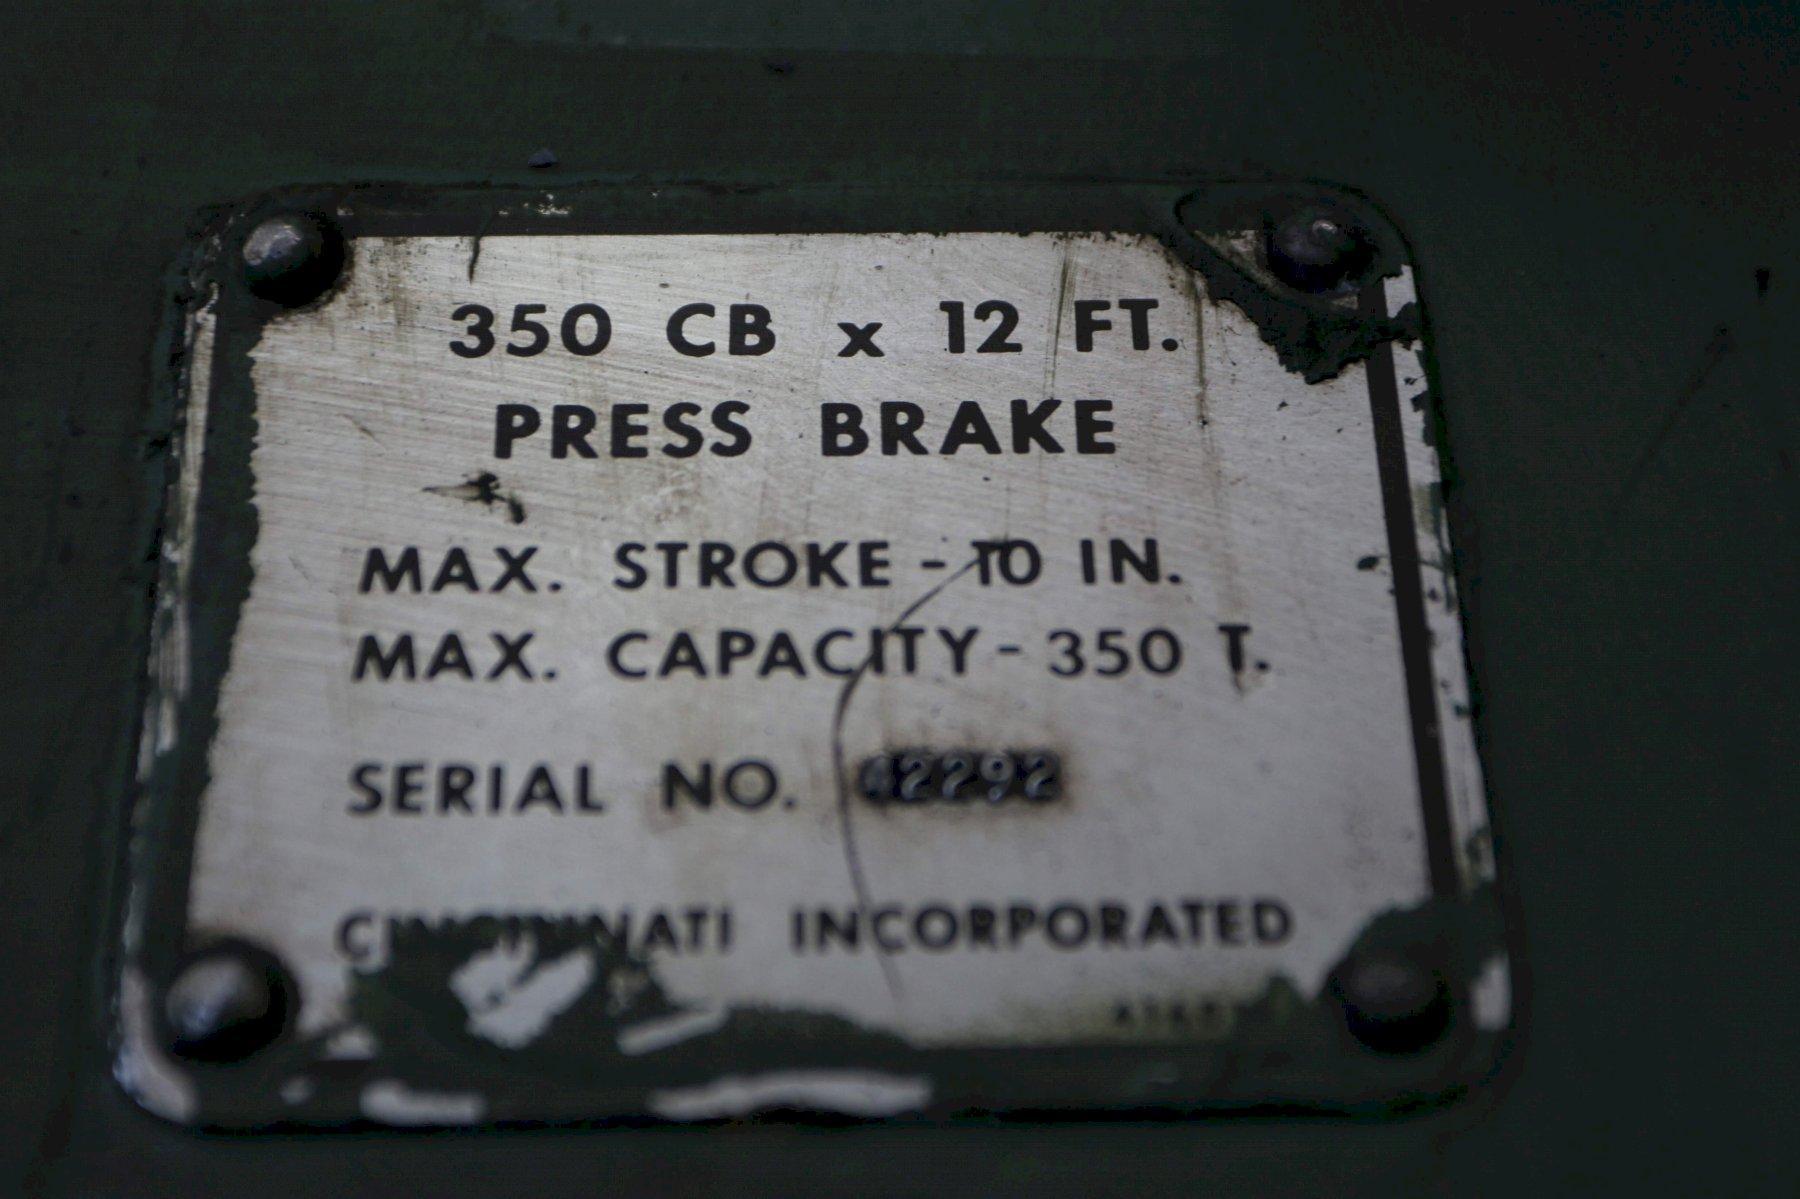 350 CB x 12 FT.
PRESS BRAKE
MAX. STROKE - 10 IN.
MAX. CAPACITY - 350 T.
SERIAL NO. 42292
CINCINNATI INCORPORATED